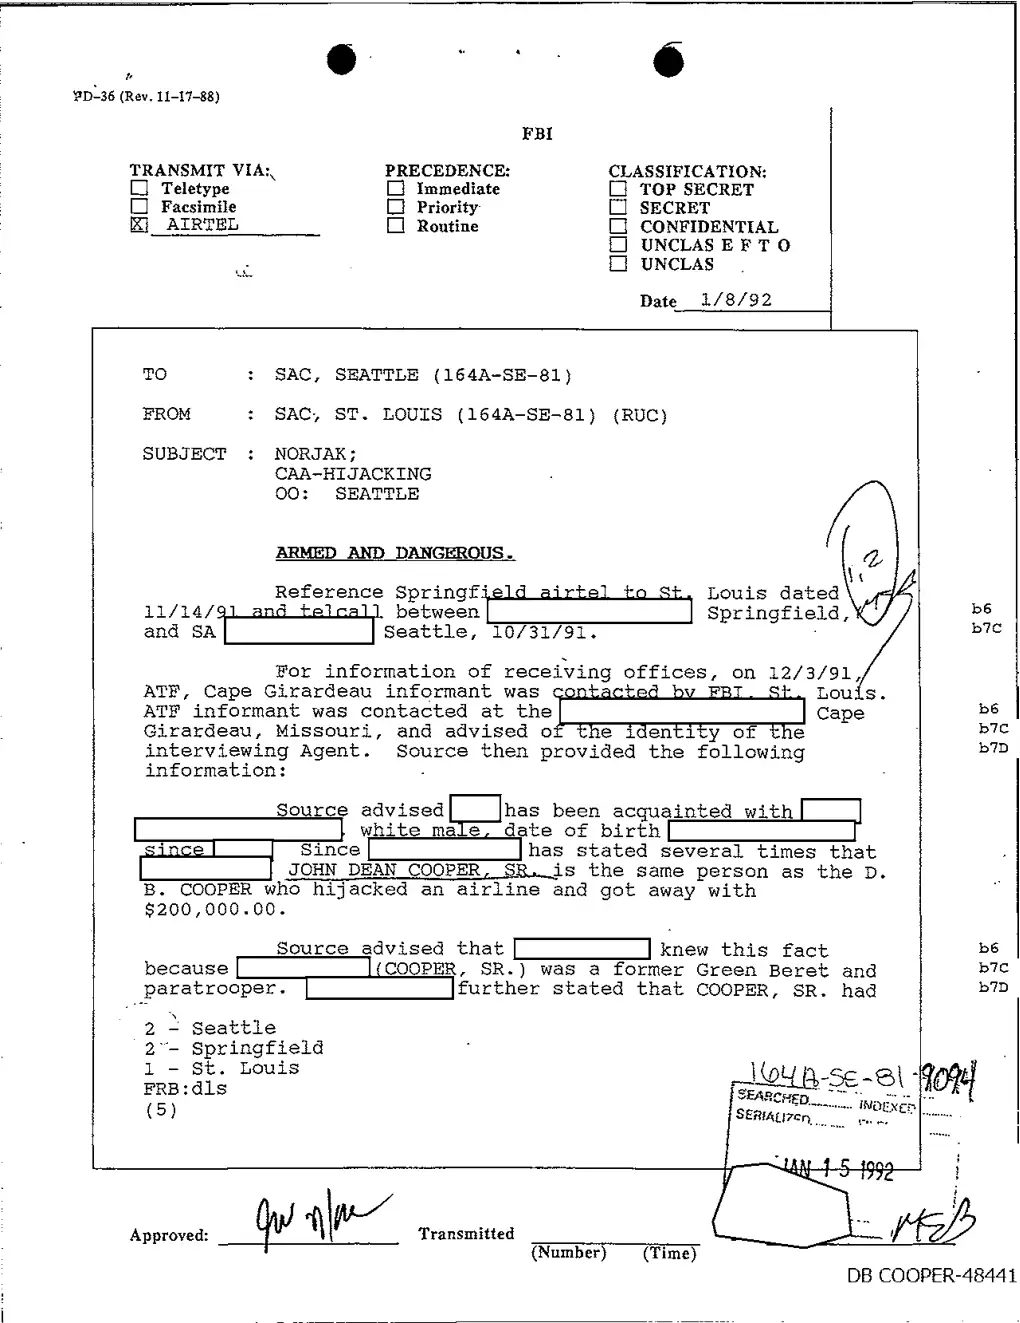 FD-36 (Rev. 11-17-88)
FBI
TRANSMIT VIA:
Teletype
Facsimile
AIRTEL
PRECEDENCE:
Immediate
Priority
Routine
CLASSIFICATION:
TOP SECRET
SECRET
CONFIDENTIAL
UNCLAS E F T O
UNCLAS
Date 1/8/92
TO : SAC, SEATTLE (164A-SE-81)
FROM : SAC, ST. LOUIS (164A-SE-81) (RUC)
SUBJECT : NORJAK;
CAA-HIJACKING
OO: SEATTLE
ARMED AND DANGEROUS.
1,2
Reference Springfield airtel to St. Louis dated
11/14/91 and telcall between Springfield,
and SA Seattle, 10/31/91.
b6
b7C
For information of receiving offices, on 12/3/91,
ATF, Cape Girardeau informant was contacted by FBI, St. Louis.
ATF informant was contacted at the Cape
Girardeau, Missouri, and advised of the identity of the
interviewing Agent. Source then provided the following
information:
b6
b7C
b7D
Source advised has been acquainted with
, white male, date of birth
since Since has stated several times that
JOHN DEAN COOPER, SR. is the same person as the D.
B. COOPER who hijacked an airline and got away with
$200,000.00.
Source advised that knew this fact
because (COOPER, SR.) was a former Green Beret and
paratrooper. further stated that COOPER, SR. had
b6
b7C
b7D
2 - Seattle
2 - Springfield
1 - St. Louis
FRB:dls
(5)
164A-SE-81-9094
SEARCHED INDEXED
SERIALIZED
JAN 15 1992
Approved: Transmitted
(Number) (Time)
DB COOPER-48441